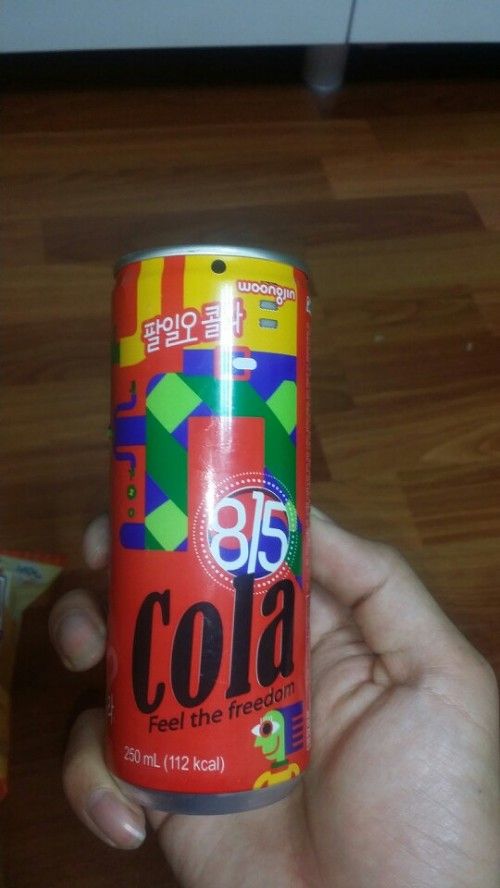 woongjin
팔일오 콜라
815
Cola
Feel the freedom
250 mL (112 kcal)